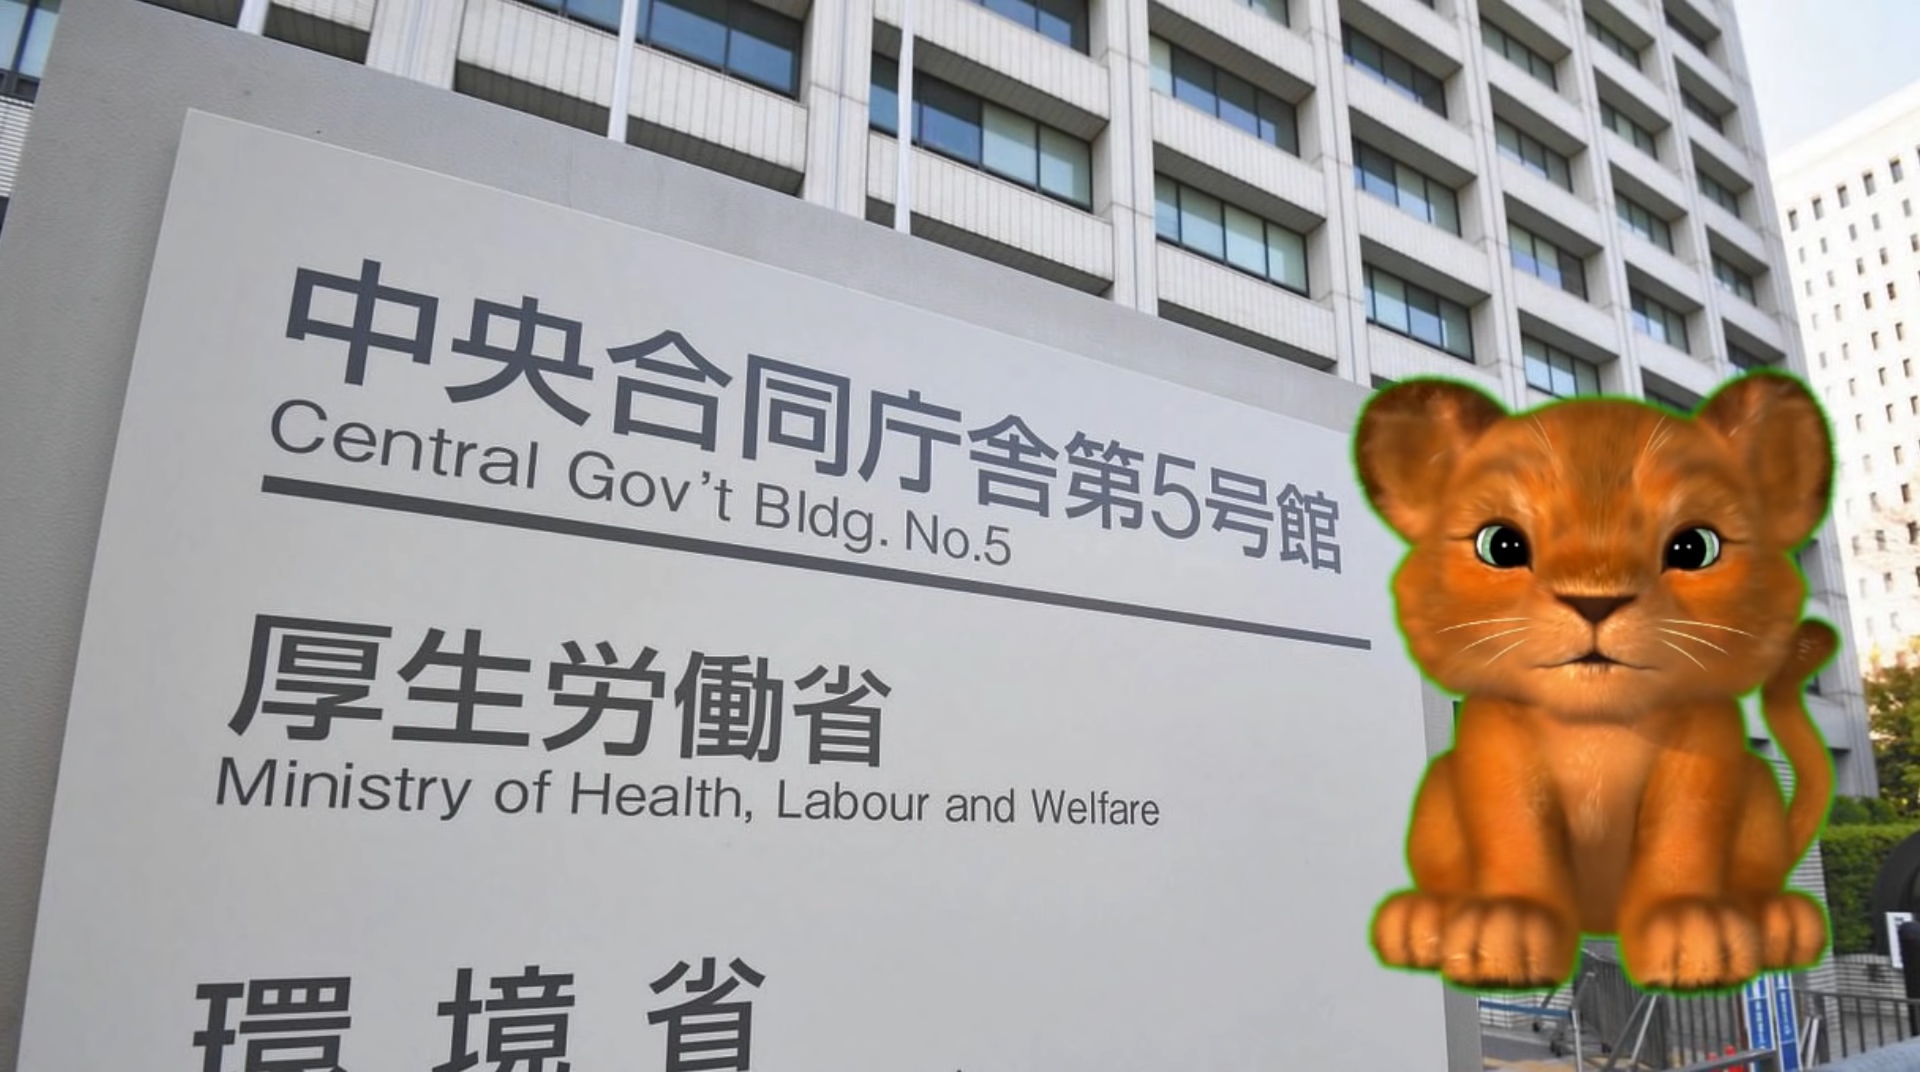 中央合同庁舎第5号館
Central Gov't Bldg. No.5
厚生労働省
Ministry of Health, Labour and Welfare
環境省